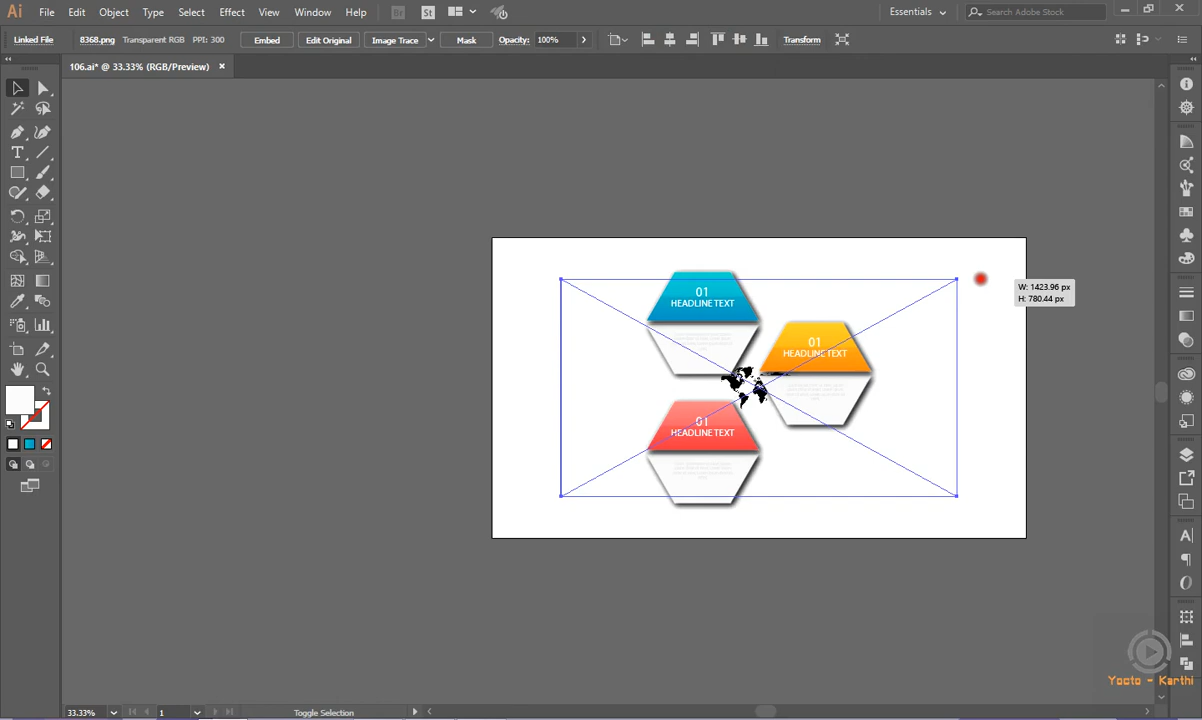 Ai File Edit Object Type Select Effect View Window Help Br St Essentials Search Adobe Stock
Linked File 8368.png Transparent RGB PPI: 300 Embed Edit Original Image Trace Mask Opacity: 100% Transform
106.ai* @ 33.33% (RGB/Preview)
W: 1423.96 px
H: 780.44 px
01
HEADLINE TEXT
01
HEADLINE TEXT
01
HEADLINE TEXT
Yocto - Karthi
33.33% 1 Toggle Selection